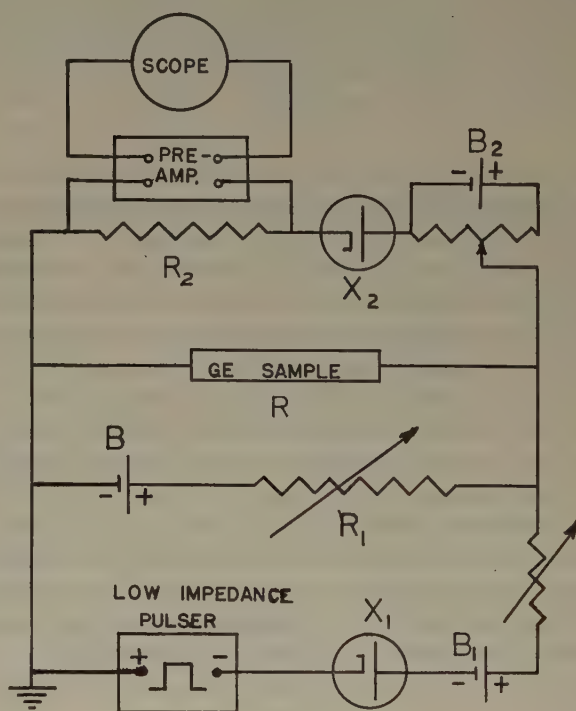 SCOPE
PRE-
AMP.
B₂
- +
R₂
X₂
GE SAMPLE
R
B
- +
R₁
LOW IMPEDANCE
PULSER
+ -
X₁
B₁
- +